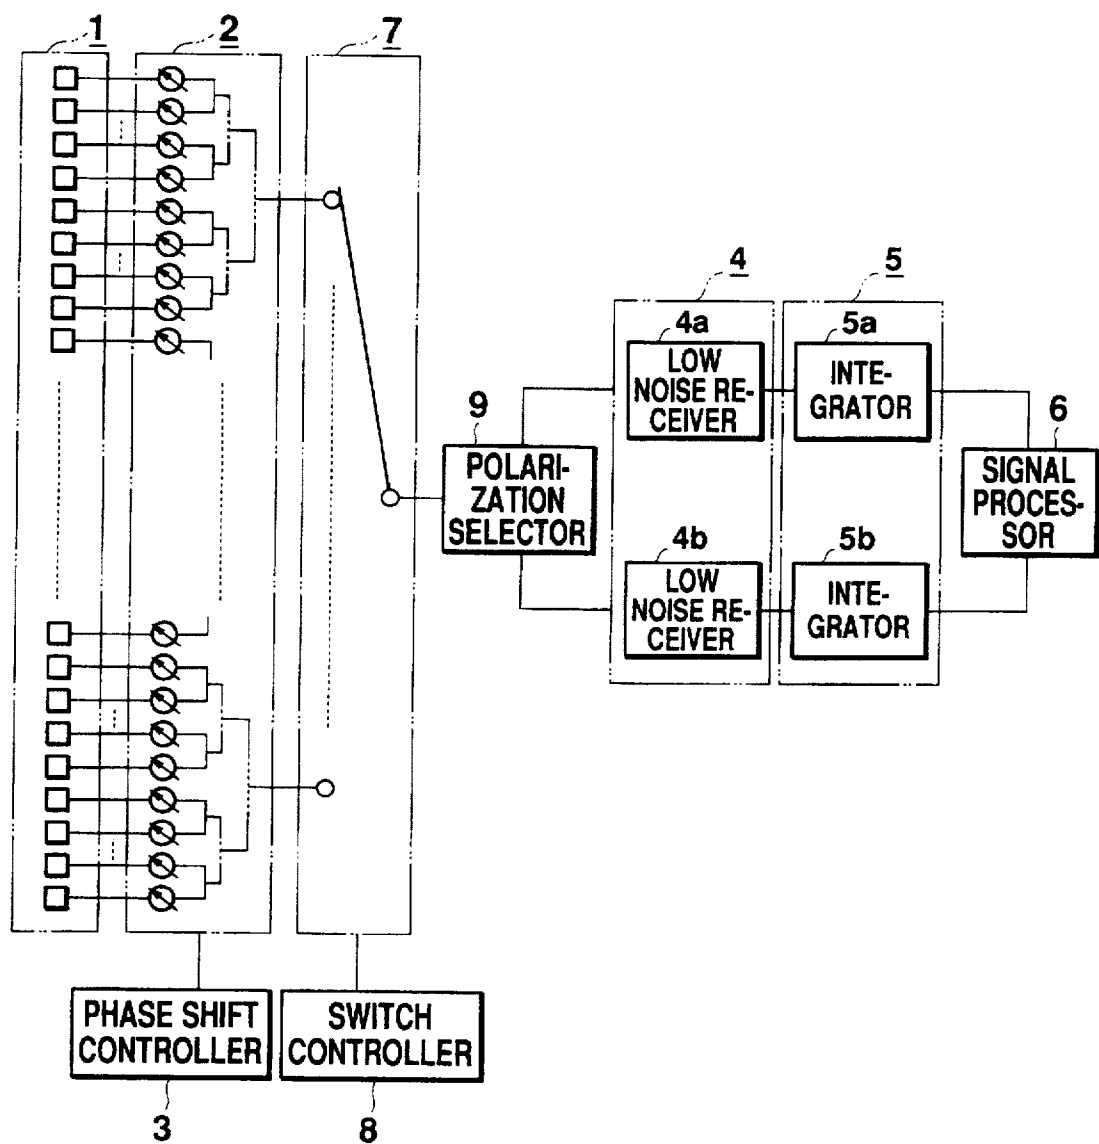 1
2
7
4
5
4a
LOW
NOISE RE-
CEIVER
5a
INTE-
GRATOR
9
POLARI-
ZATION
SELECTOR
6
SIGNAL
PROCES-
SOR
4b
LOW
NOISE RE-
CEIVER
5b
INTE-
GRATOR
PHASE SHIFT
CONTROLLER
3
SWITCH
CONTROLLER
8